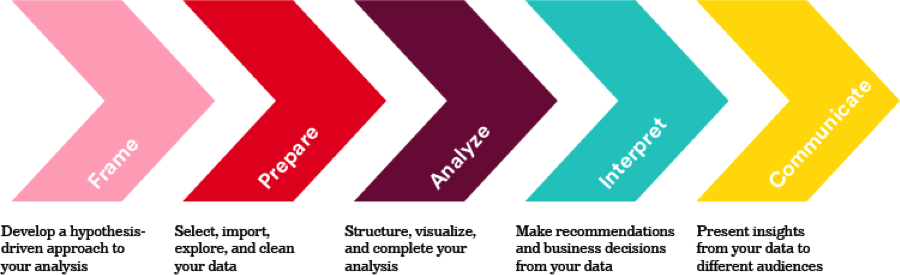 Frame
Prepare
Analyze
Interpret
Communicate
Develop a hypothesis-
driven approach to
your analysis
Select, import,
explore, and clean
your data
Structure, visualize,
and complete your
analysis
Make recommendations
and business decisions
from your data
Present insights
from your data to
different audiences